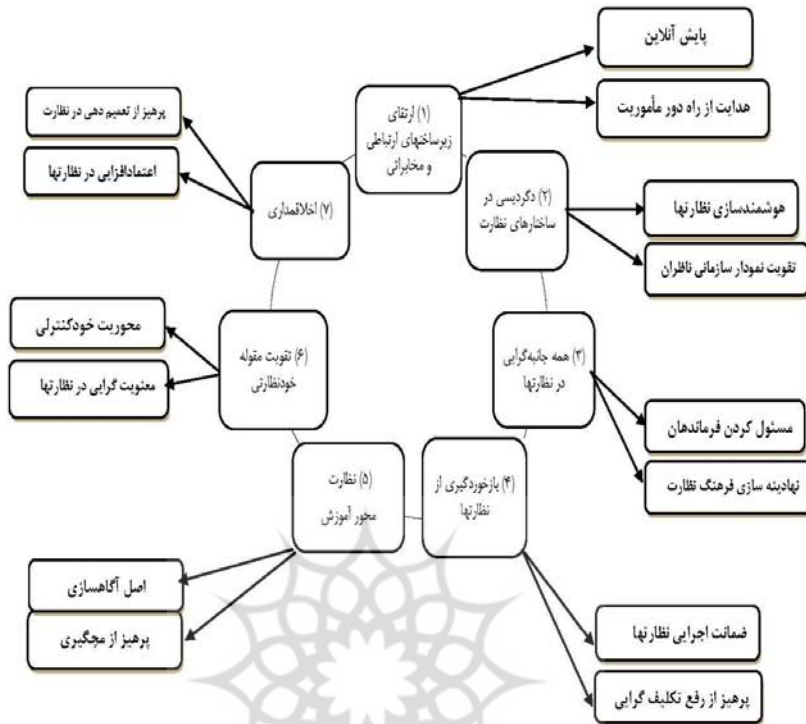 (۱) ارتقای
زیرساختهای ارتباطی
و مخابراتی
پایش آنلاین
هدایت از راه دور مأموریت
(۲) دگردیسی در
ساختارهای نظارت
هوشمندسازی نظارتها
تقویت نمودار سازمانی ناظران
(۳) همه جانبه‌گرایی
در نظارتها
مسئول کردن فرماندهان
نهادینه سازی فرهنگ نظارت
(۴) بازخوردگیری از
نظارتها
ضمانت اجرایی نظارتها
پرهیز از رفع تکلیف گرایی
(۵) نظارت
محور آموزش
اصل آگاهسازی
پرهیز از مچگیری
(۶) تقویت مقوله
خودنظارتی
محوریت خودکنترلی
معنویت گرایی در نظارتها
(۷) اخلاقمداری
پرهیز از تعمیم دهی در نظارت
اعتمادافزایی در نظارتها